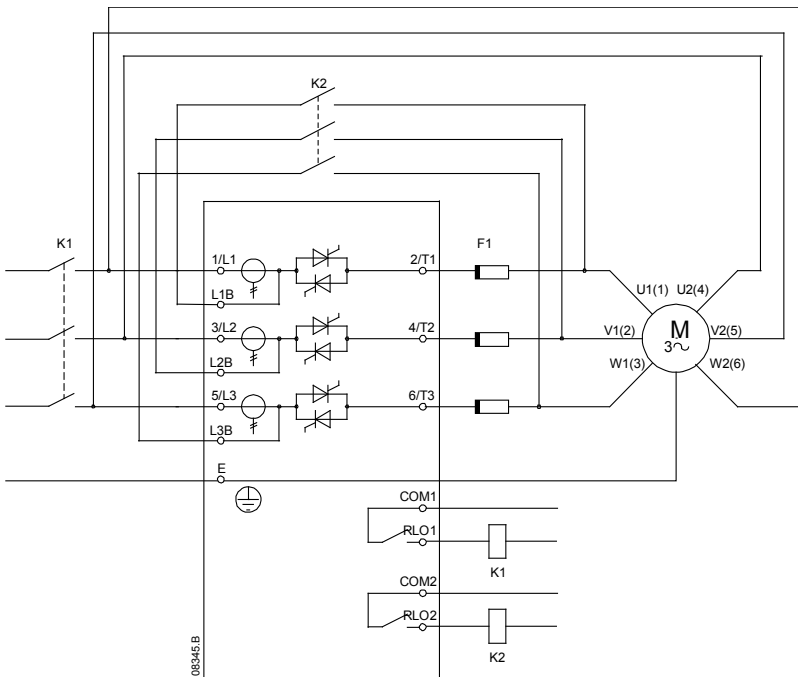 K2
K1
1/L1
2/T1
F1
L1B
U1(1)
U2(4)
3/L2
4/T2
V1(2)
M
3~
V2(5)
L2B
W1(3)
W2(6)
5/L3
6/T3
L3B
E
COM1
RLO1
K1
COM2
RLO2
K2
08345.B